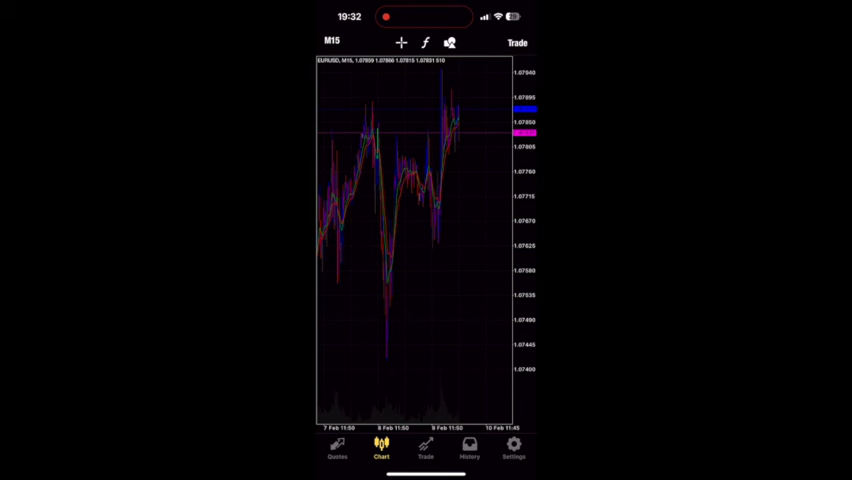 19:32
M15
Trade
EURUSD, M15, 1.07859 1.07866 1.07815 1.07831 510
1.07940
1.07895
1.07850
1.07805
1.07760
1.07715
1.07670
1.07625
1.07580
1.07535
1.07490
1.07445
1.07400
7 Feb 11:50 8 Feb 11:50 9 Feb 11:50 10 Feb 11:45
Quotes Chart Trade History Settings